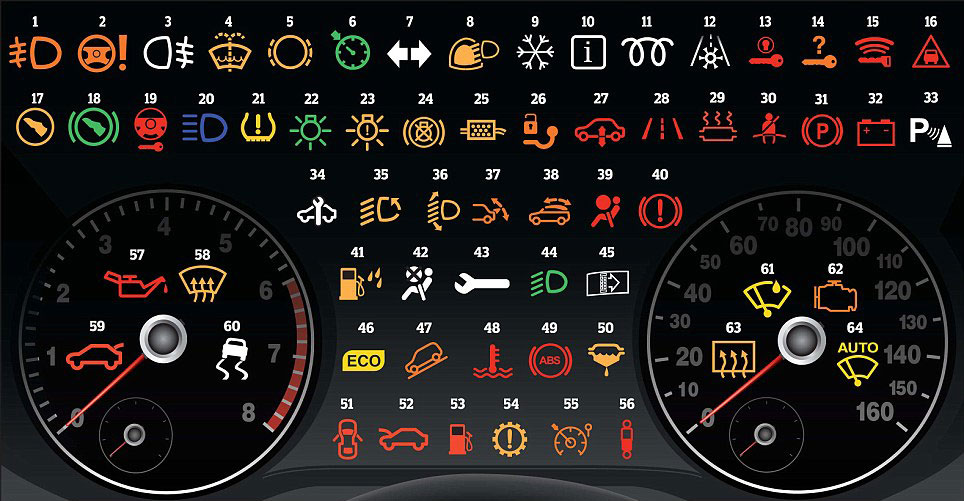 1 2 3 4 5 6 7 8 9 10 11 12 13 14 15 16
! i ?
17 18 19 20 21 22 23 24 25 26 27 28 29 30 31 32 33
! ! P - + P
34 35 36 37 38 39 40
!
41 42 43 44 45
46 47 48 49 50
ECO ABS
51 52 53 54 55 56
!
57 58
59 60
0 1 2 3 4 5 6 7 8
61 62
63 64
AUTO
0 10 20 30 40 50 60 70 80 90 100 110 120 130 140 150 160